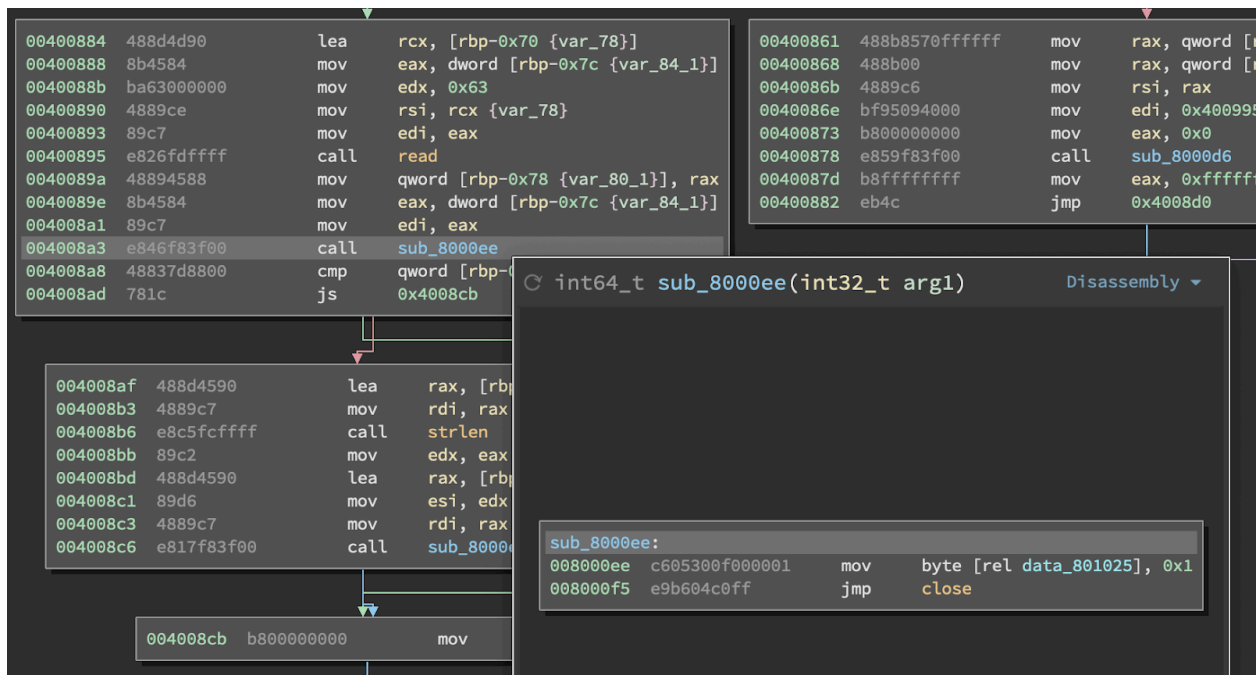 00400884 488d4d90 lea rcx, [rbp-0x70 {var_78}]
00400888 8b4584 mov eax, dword [rbp-0x7c {var_84_1}]
0040088b ba63000000 mov edx, 0x63
00400890 4889ce mov rsi, rcx {var_78}
00400893 89c7 mov edi, eax
00400895 e826fdffff call read
0040089a 48894588 mov qword [rbp-0x78 {var_80_1}], rax
0040089e 8b4584 mov eax, dword [rbp-0x7c {var_84_1}]
004008a1 89c7 mov edi, eax
004008a3 e846f83f00 call sub_8000ee
004008a8 48837d8800 cmp qword [rbp-
004008ad 781c js 0x4008cb
00400861 488b8570ffffff mov rax, qword [r
00400868 488b00 mov rax, qword [r
0040086b 4889c6 mov rsi, rax
0040086e bf95094000 mov edi, 0x400995
00400873 b800000000 mov eax, 0x0
00400878 e859f83f00 call sub_8000d6
0040087d b8ffffffff mov eax, 0xffffff
00400882 eb4c jmp 0x4008d0
int64_t sub_8000ee(int32_t arg1)
Disassembly
004008af 488d4590 lea rax, [rbp
004008b3 4889c7 mov rdi, rax
004008b6 e8c5fcffff call strlen
004008bb 89c2 mov edx, eax
004008bd 488d4590 lea rax, [rbp
004008c1 89d6 mov esi, edx
004008c3 4889c7 mov rdi, rax
004008c6 e817f83f00 call sub_8000e
sub_8000ee:
008000ee c605300f000001 mov byte [rel data_801025], 0x1
008000f5 e9b604c0ff jmp close
004008cb b800000000 mov